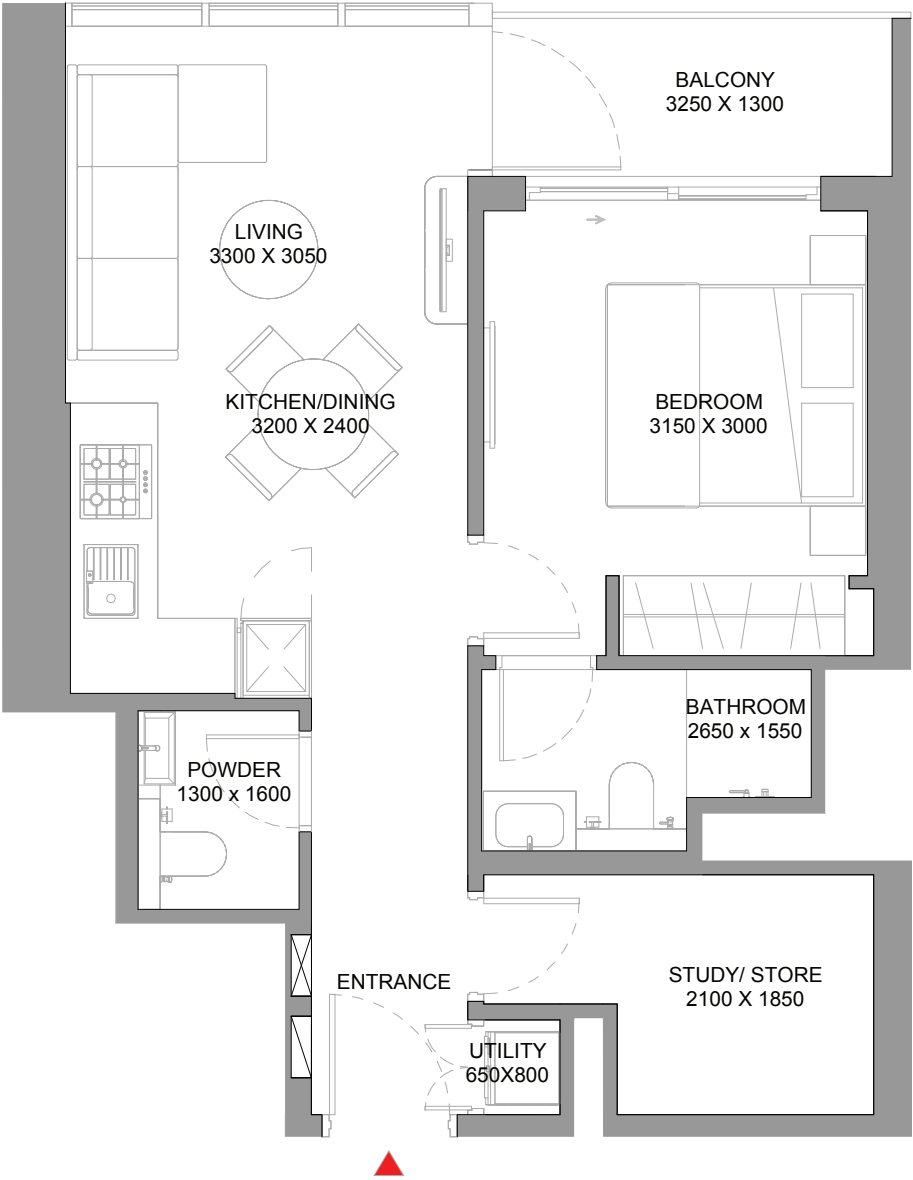 BALCONY
3250 X 1300
LIVING
3300 X 3050
KITCHEN/DINING
3200 X 2400
BEDROOM
3150 X 3000
BATHROOM
2650 x 1550
POWDER
1300 x 1600
ENTRANCE
STUDY/ STORE
2100 X 1850
UTILITY
650X800